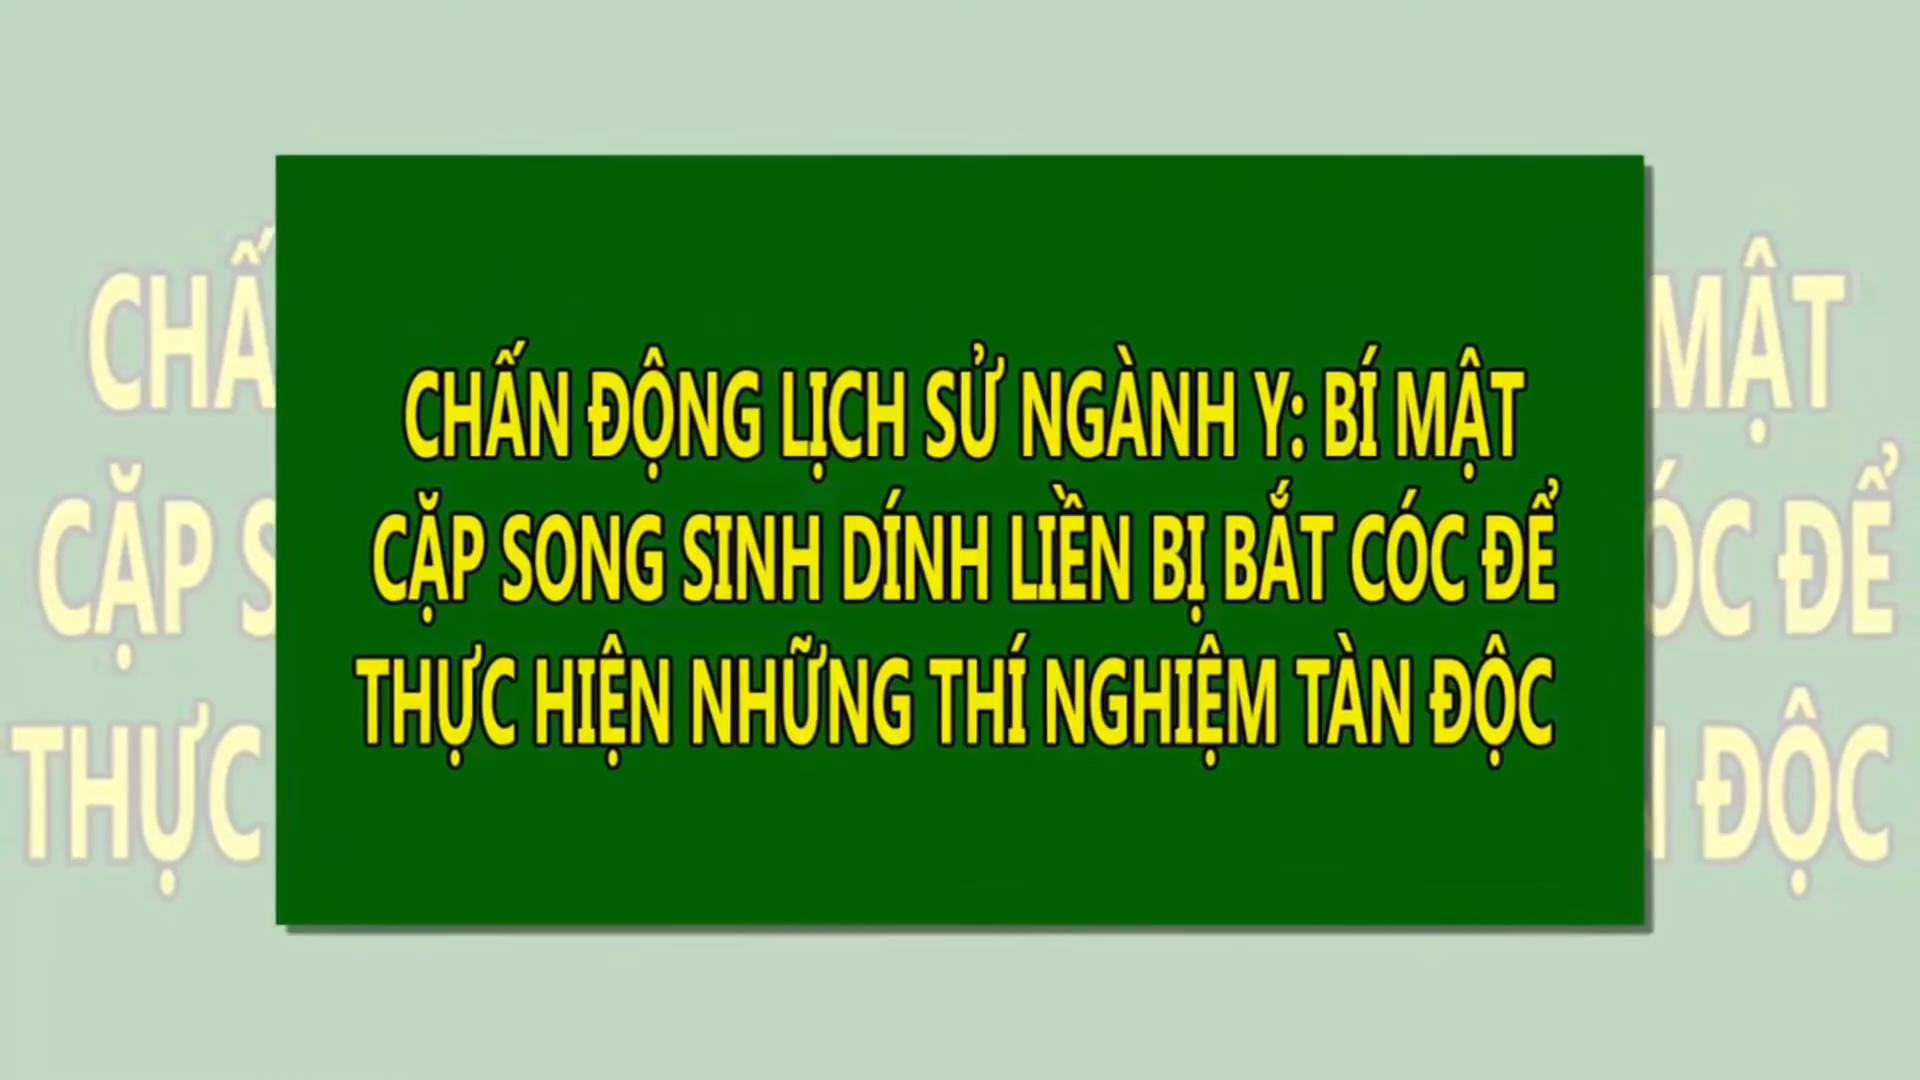 CHẤN ĐỘNG LỊCH SỬ NGÀNH Y: BÍ MẬT
CẶP SONG SINH DÍNH LIỀN BỊ BẮT CÓC ĐỂ
THỰC HIỆN NHỮNG THÍ NGHIỆM TÀN ĐỘC